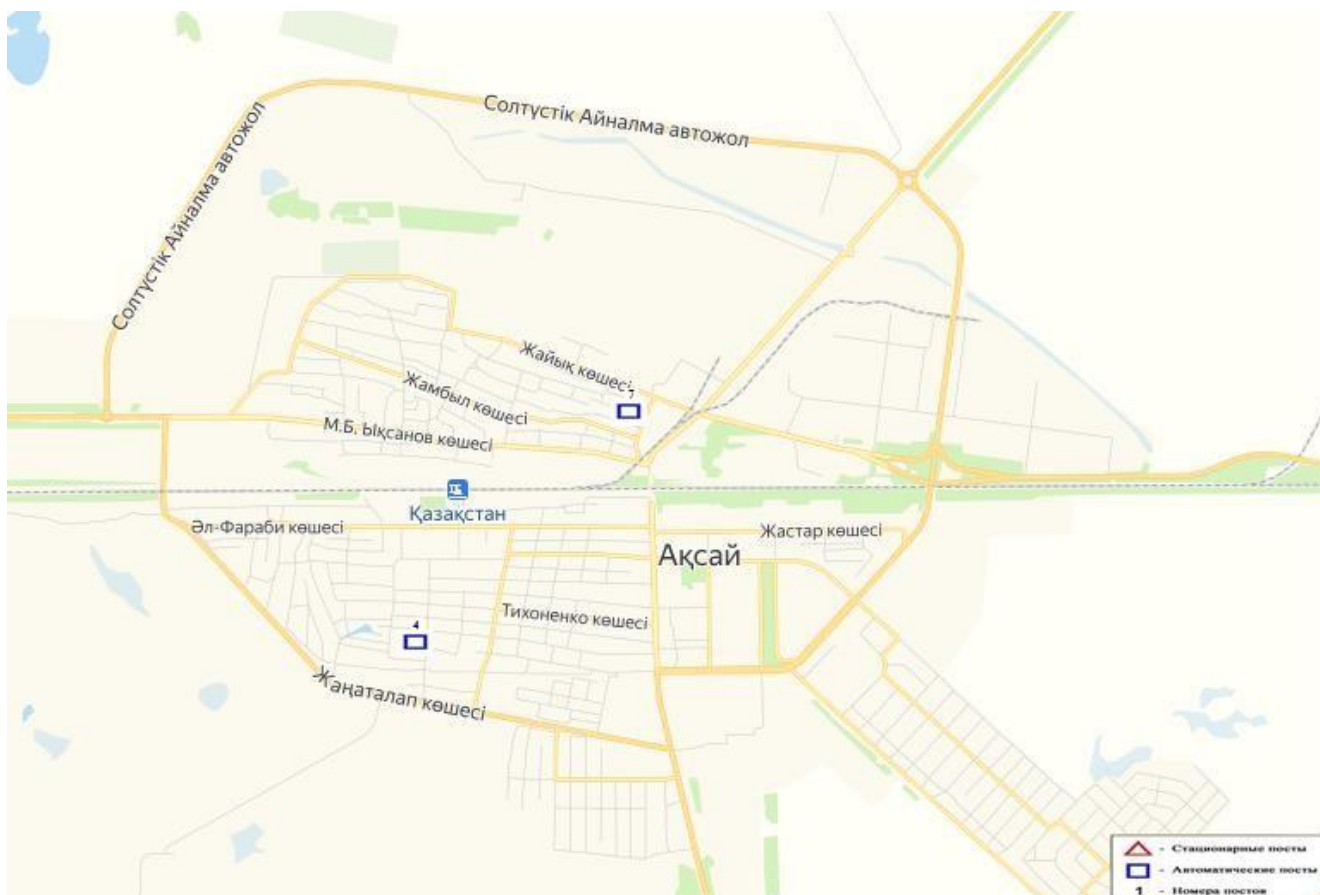 Солтүстік Айналма автожол
Солтүстік Айналма автожол
Жайық көшесі
7
Жамбыл көшесі
М.Б. Ықсанов көшесі
Қазақстан
Әл-Фараби көшесі
Жастар көшесі
Ақсай
Тихоненко көшесі
4
Жаңаталап көшесі
- Стационарные посты
- Автоматические посты
1 - Номера постов